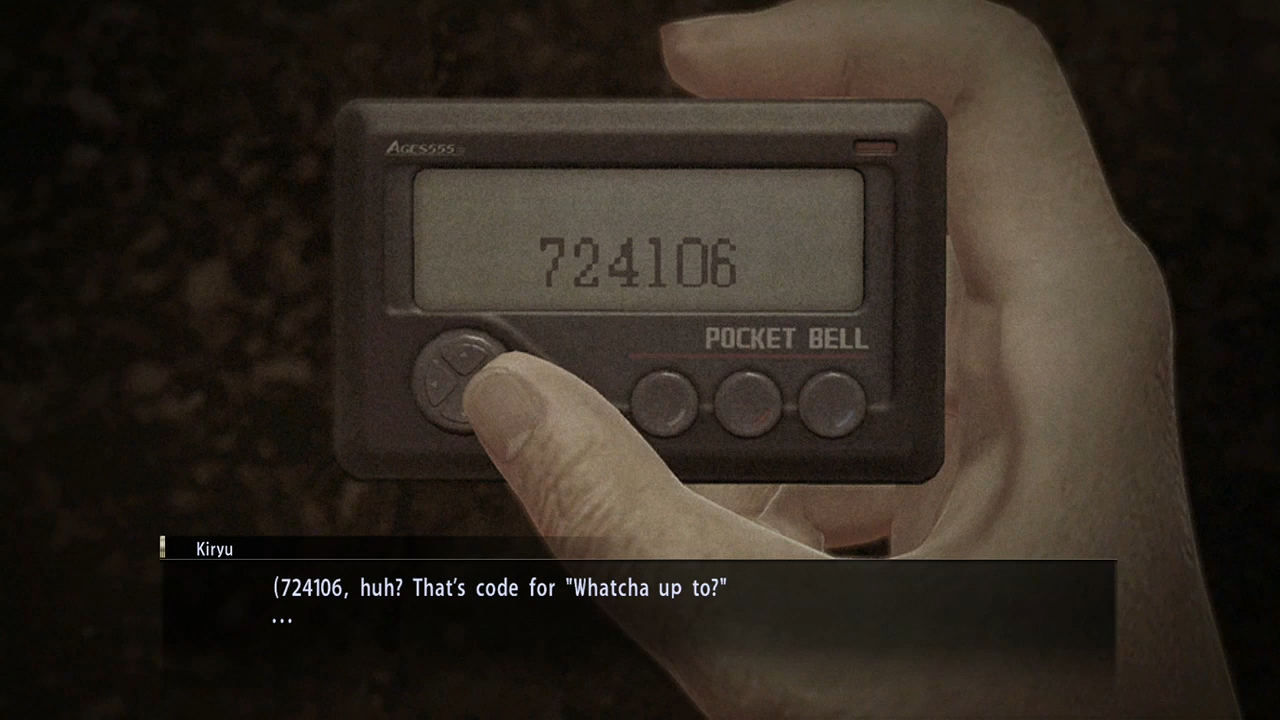 AGES555
724106
POCKET BELL
Kiryu
(724106, huh? That's code for "Whatcha up to?"
...